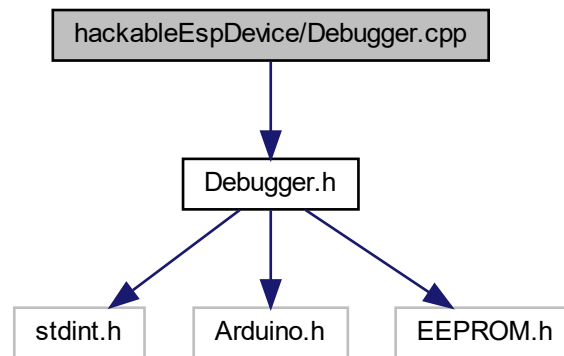 hackableEspDevice/Debugger.cpp
Debugger.h
stdint.h
Arduino.h
EEPROM.h